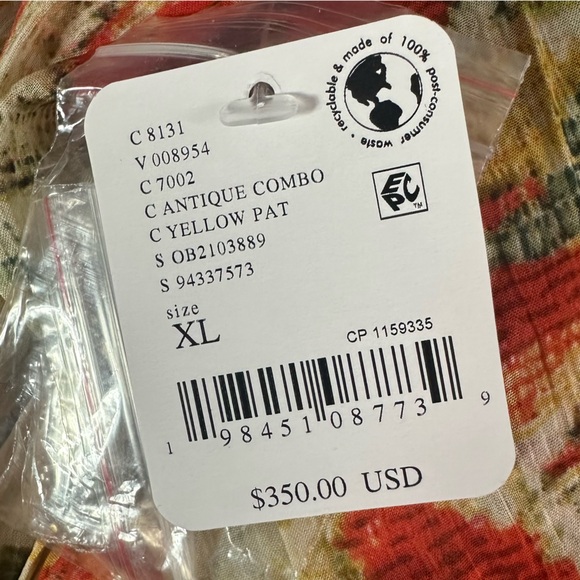 recyclable & made of 100% post-consumer waste •
C 8131
V 008954
C 7002
C ANTIQUE COMBO
C YELLOW PAT
S OB2103889
S 94337573
size
XL
EPC™
CP 1159335
1 98451 08773 9
$350.00 USD